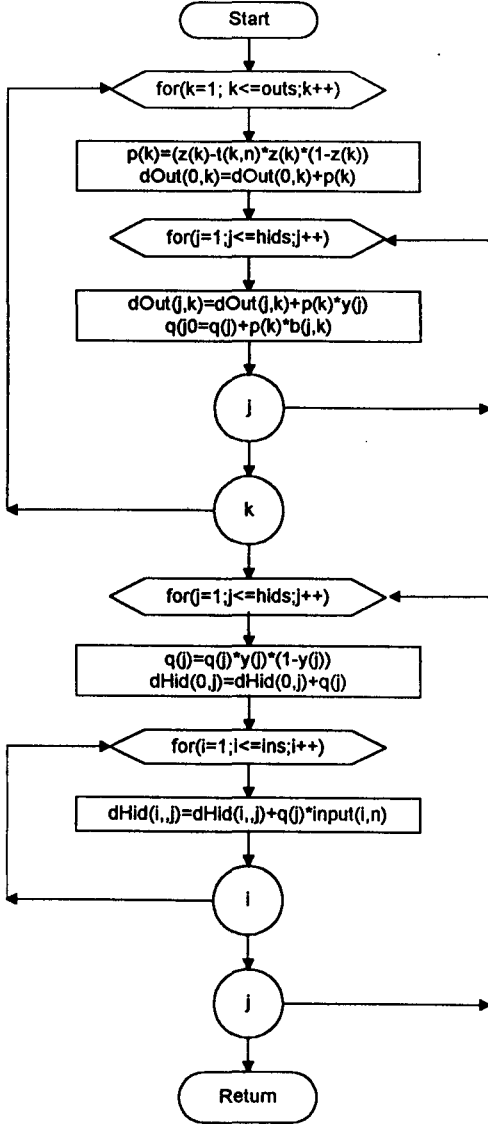 Start
for(k=1; k<=outs;k++)
p(k)=(z(k)-t(k,n)*z(k)*(1-z(k))
dOut(0,k)=dOut(0,k)+p(k)
for(j=1;j<=hids;j++)
dOut(j,k)=dOut(j,k)+p(k)*y(j)
q(j0=q(j)+p(k)*b(j,k)
j
k
for(j=1;j<=hids;j++)
q(j)=q(j)*y(j)*(1-y(j))
dHid(0,j)=dHid(0,j)+q(j)
for(i=1;i<=ins;i++)
dHid(i,,j)=dHid(i,,j)+q(j)*input(i,n)
i
j
Return